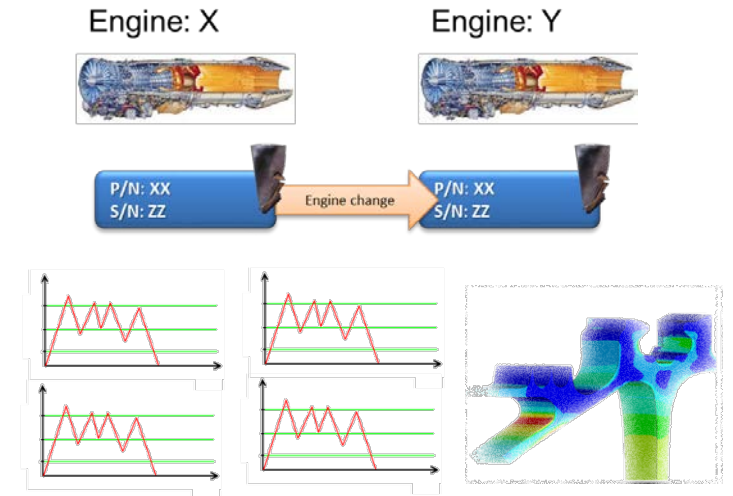 Engine: X
Engine: Y
P/N: XX
S/N: ZZ
Engine change
P/N: XX
S/N: ZZ